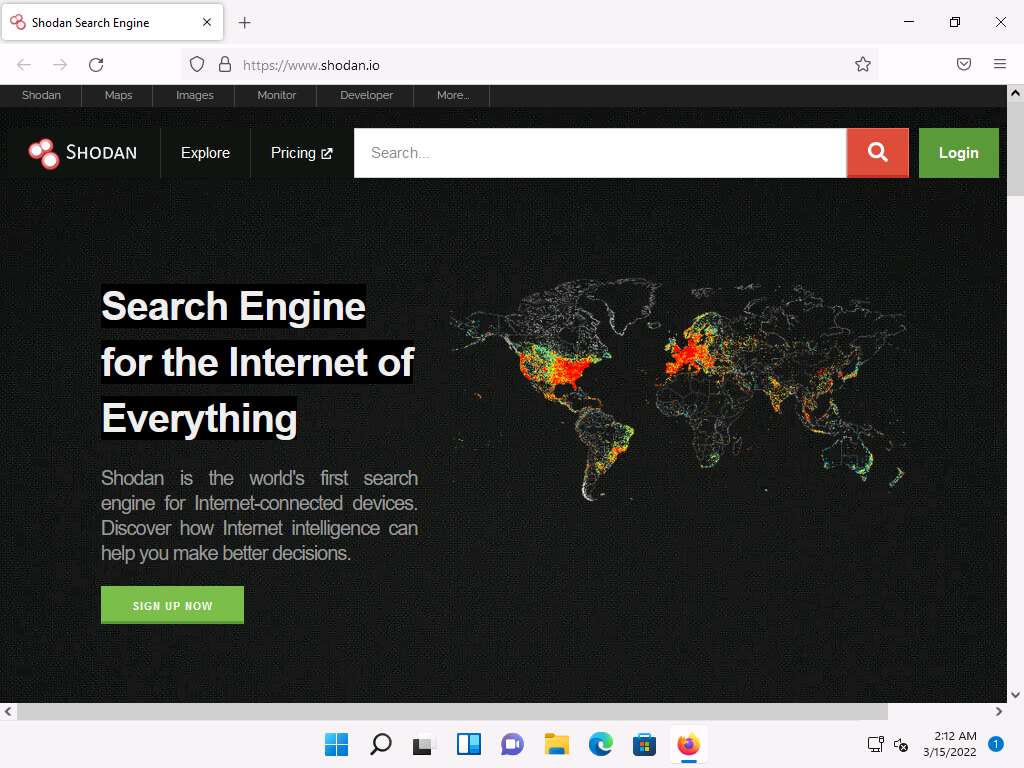 Shodan Search Engine
https://www.shodan.io
Shodan Maps Images Monitor Developer More...
SHODAN Explore Pricing Search... Login
Search Engine
for the Internet of
Everything
Shodan is the world's first search
engine for Internet-connected devices.
Discover how Internet intelligence can
help you make better decisions.
SIGN UP NOW
2:12 AM
3/15/2022
1